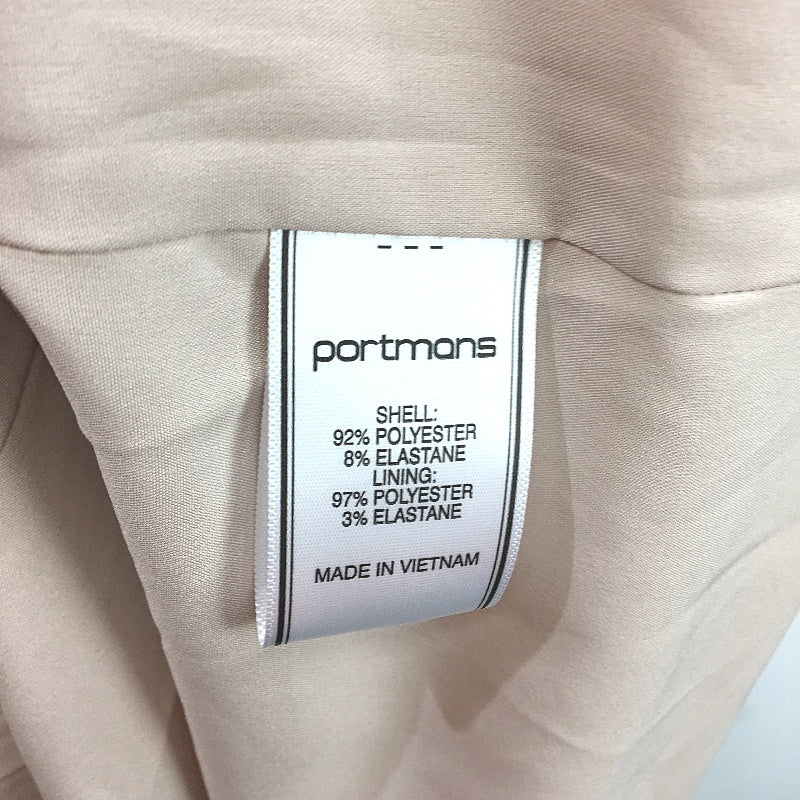 portmans
SHELL:
92% POLYESTER
8% ELASTANE
LINING:
97% POLYESTER
3% ELASTANE
MADE IN VIETNAM